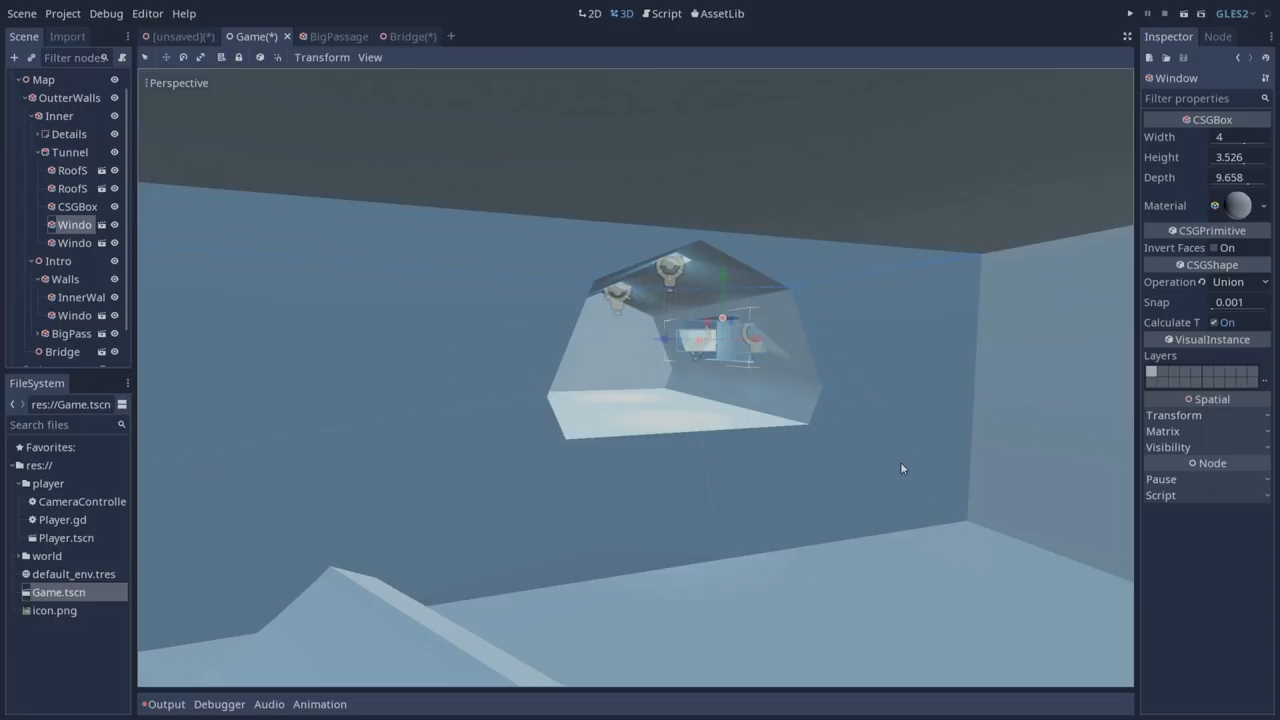 Scene Project Debug Editor Help 2D 3D Script AssetLib GLES2
Scene Import (unsaved)(*) Game(*) BigPassage Bridge(*) Inspector Node
Filter nodes Transform View
Map Perspective Window
OutterWalls Filter properties
Inner CSGBox
Details Width 4
Tunnel Height 3.526
RoofS Depth 9.658
RoofS Material
CSGBox CSGPrimitive
Windo Invert Faces On
Windo CSGShape
Intro Operation Union
Walls Snap 0.001
InnerWal Calculate T On
Windo VisualInstance
BigPass Layers
Bridge
FileSystem Spatial
res://Game.tscn Transform
Search files Matrix
Favorites: Visibility
res:// Node
player Pause
CameraControlle Script
Player.gd
Player.tscn
world
default_env.tres
Game.tscn
icon.png
Output Debugger Audio Animation